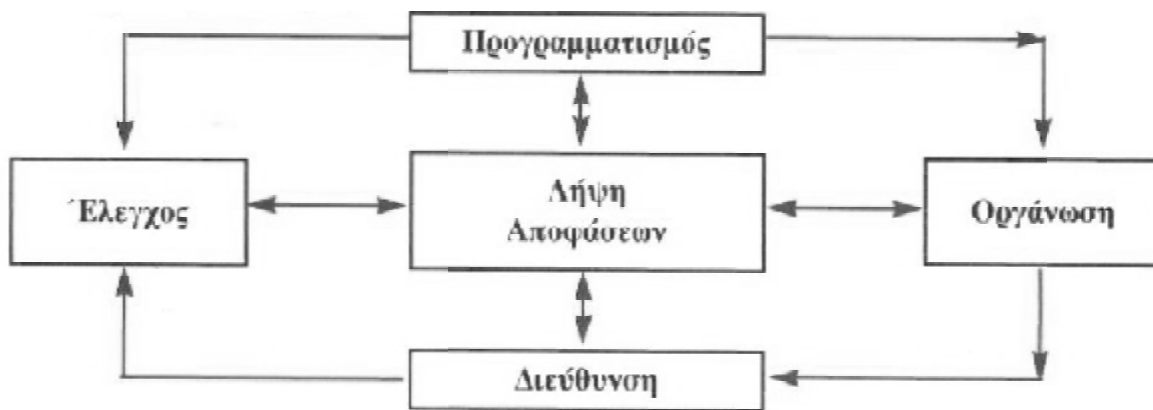 Προγραμματισμός
Έλεγχος
Λήψη
Αποφάσεων
Οργάνωση
Διεύθυνση